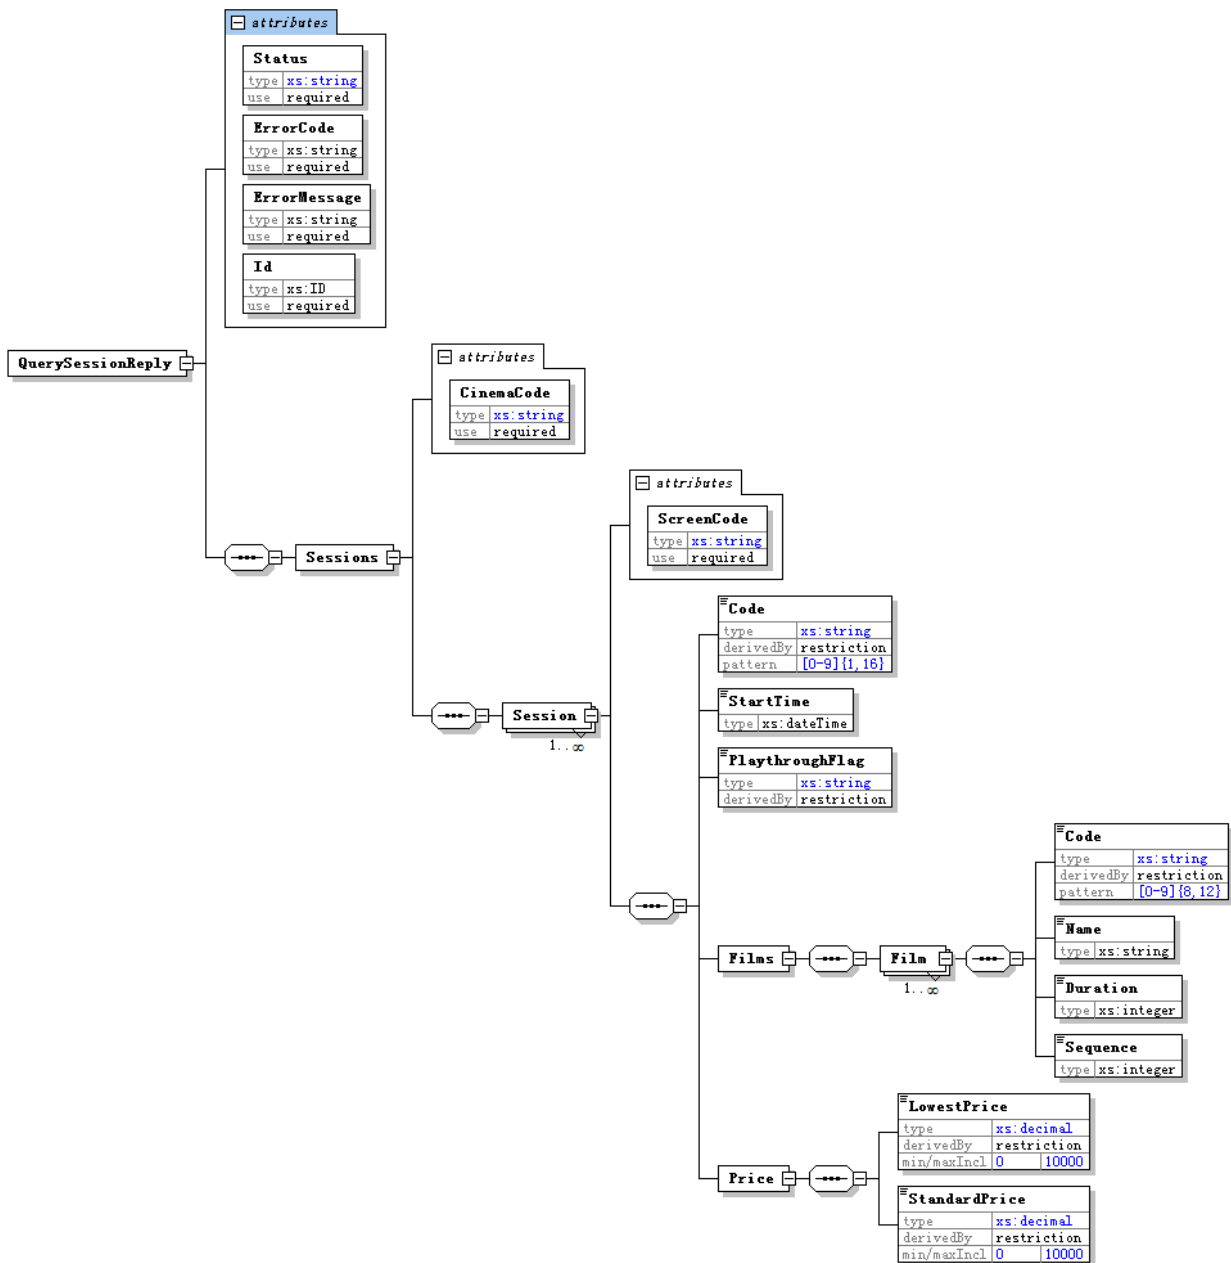 attributes
Status
type xs:string
use required
ErrorCode
type xs:string
use required
ErrorMessage
type xs:string
use required
Id
type xs:ID
use required
QuerySessionReply
attributes
CinemaCode
type xs:string
use required
Sessions
attributes
ScreenCode
type xs:string
use required
Session
1..∞
Code
type xs:string
derivedBy restriction
pattern [0-9]{1,16}
StartTime
type xs:dateTime
PlaythroughFlag
type xs:string
derivedBy restriction
Films
Film
1..∞
Code
type xs:string
derivedBy restriction
pattern [0-9]{8,12}
Name
type xs:string
Duration
type xs:integer
Sequence
type xs:integer
Price
LowestPrice
type xs:decimal
derivedBy restriction
min/maxIncl 0 10000
StandardPrice
type xs:decimal
derivedBy restriction
min/maxIncl 0 10000